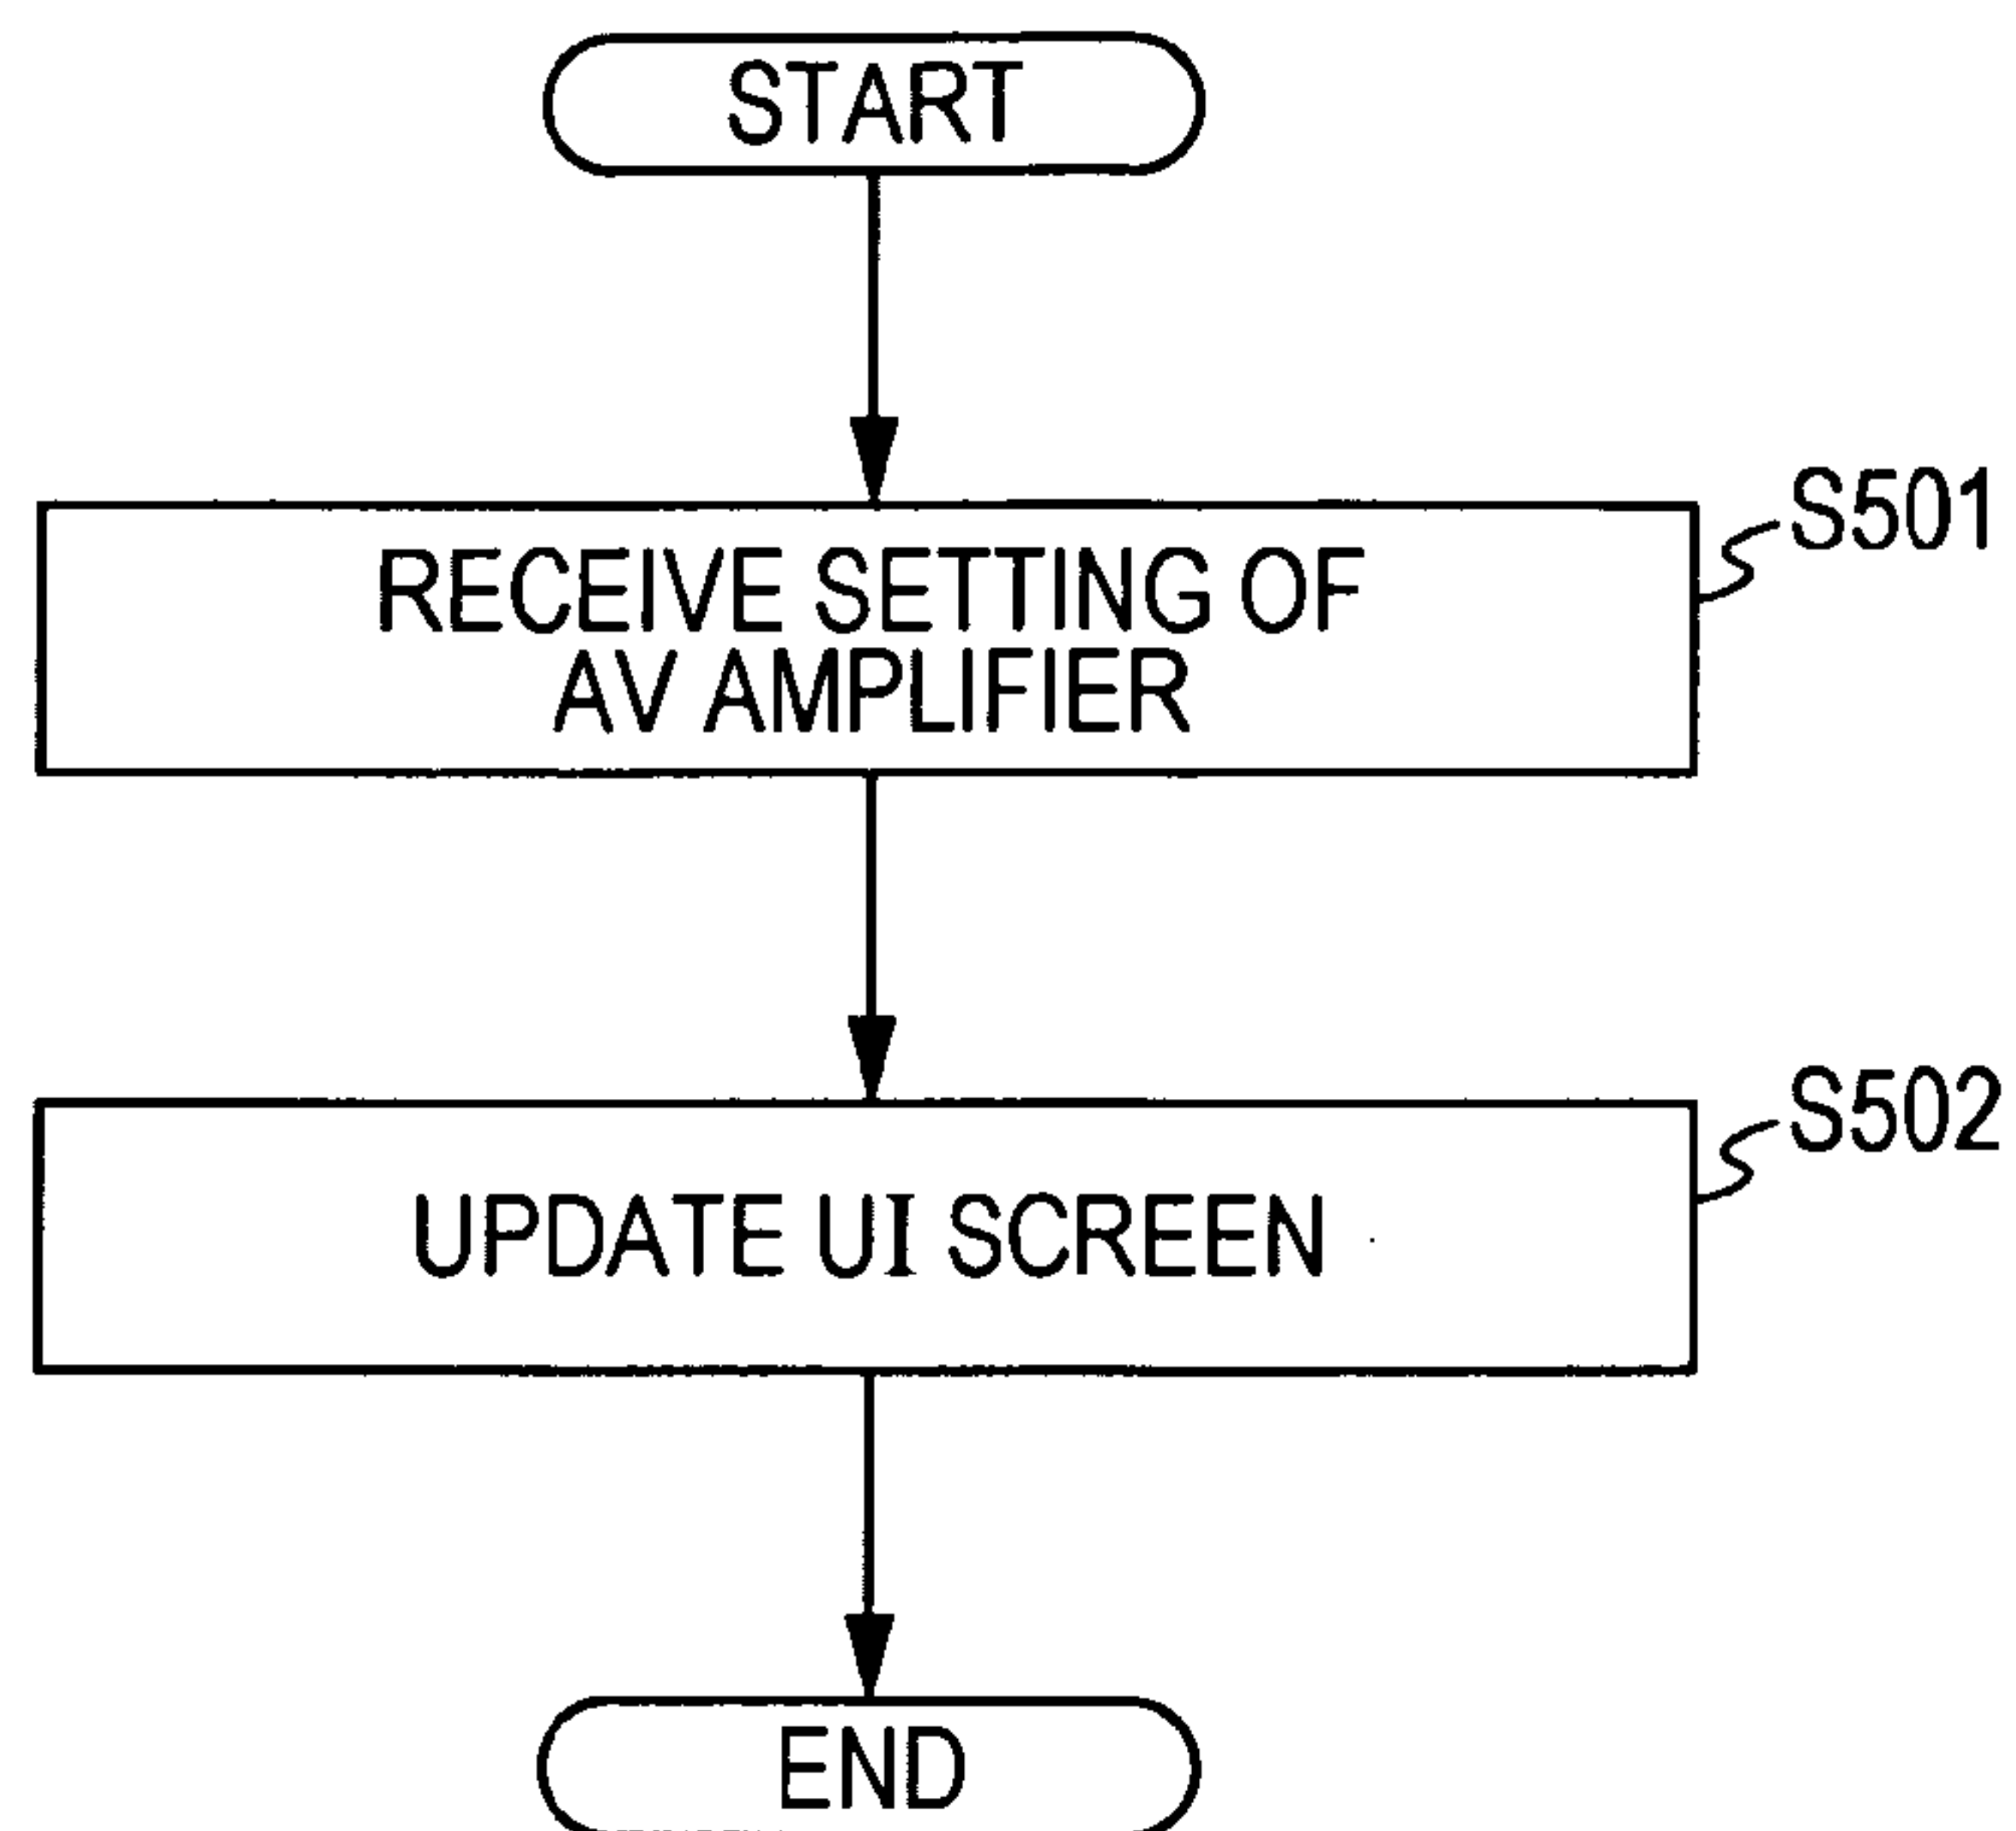 START
S501
RECEIVE SETTING OF
AV AMPLIFIER
S502
UPDATE UI SCREEN
END